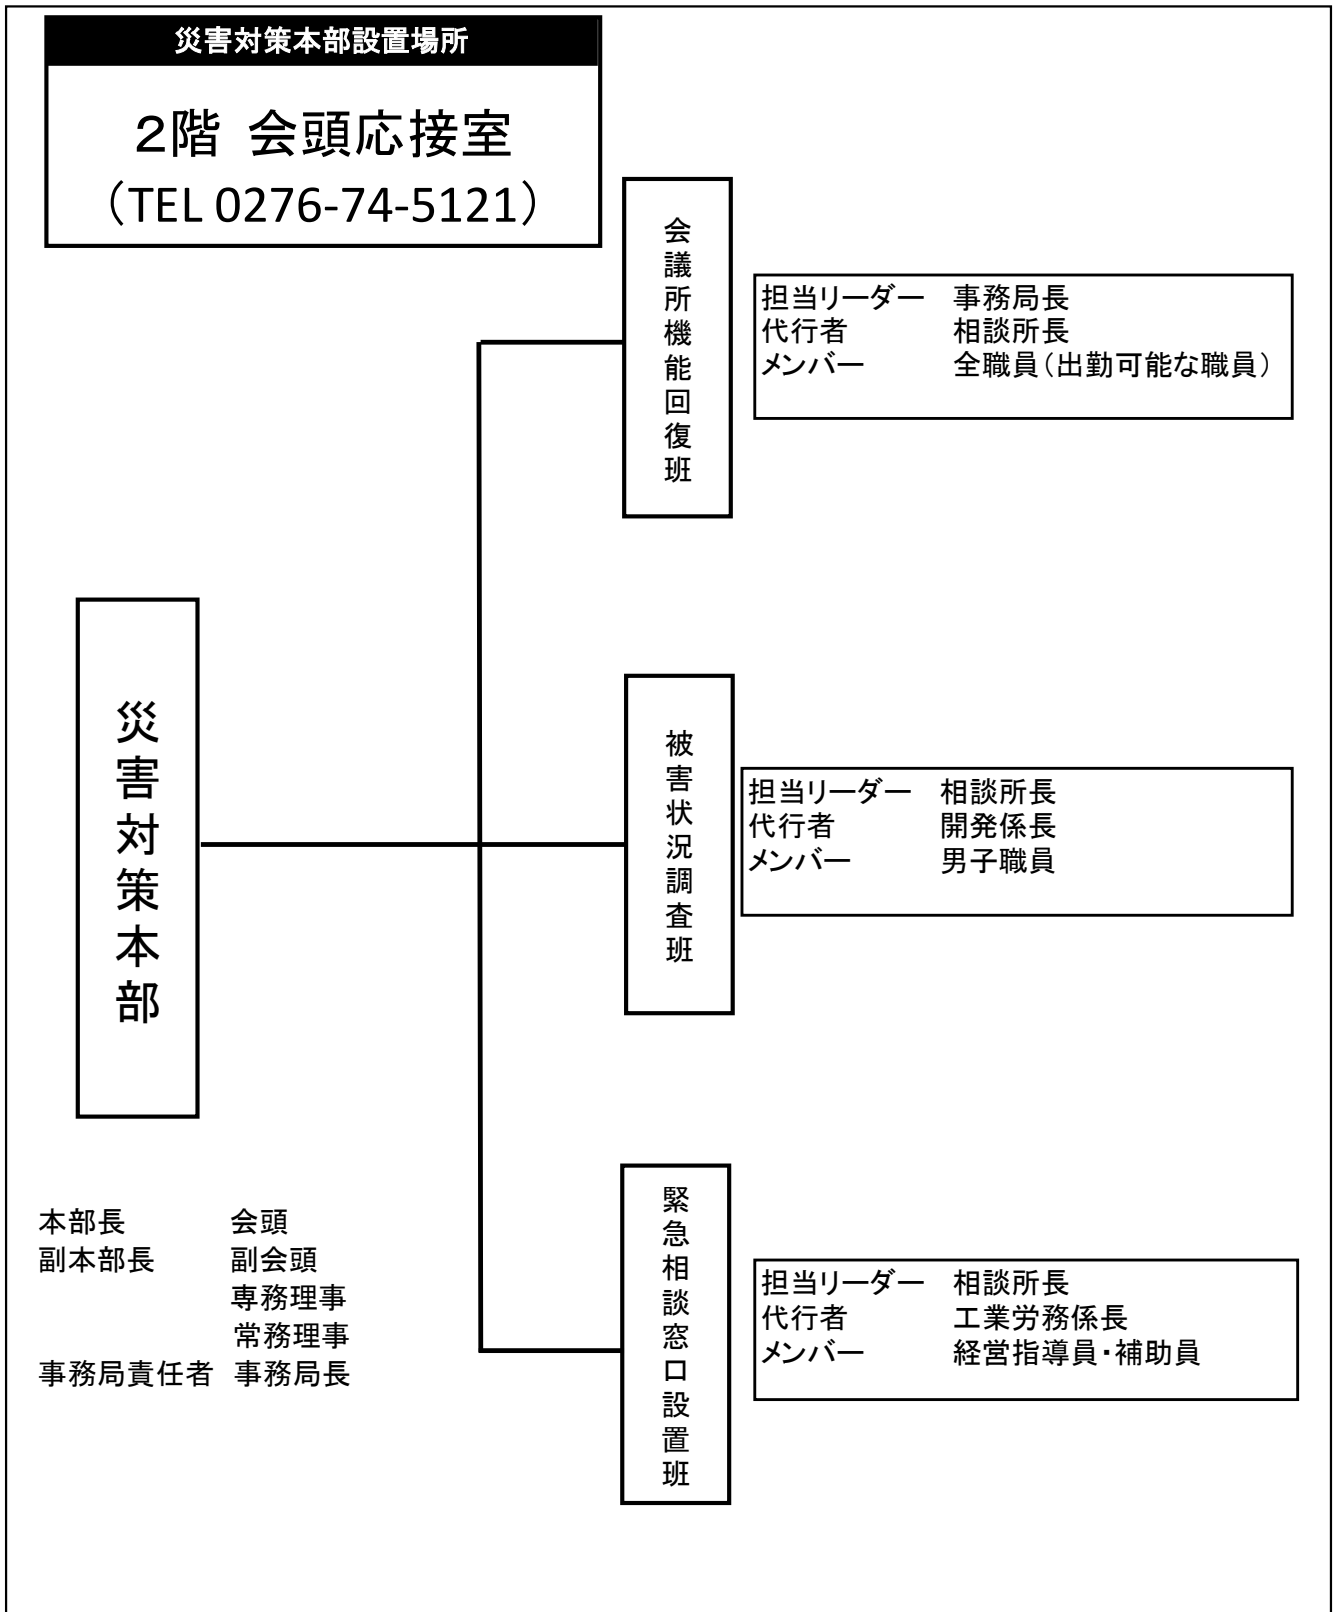 災害対策本部設置場所
２階 会頭応接室
（TEL 0276-74-5121）
会議所機能回復班
担当リーダー 事務局長
代行者 相談所長
メンバー 全職員（出勤可能な職員）
災害対策本部
被害状況調査班
担当リーダー 相談所長
代行者 開発係長
メンバー 男子職員
本部長 会頭
副本部長 副会頭
専務理事
常務理事
事務局責任者 事務局長
緊急相談窓口設置班
担当リーダー 相談所長
代行者 工業労務係長
メンバー 経営指導員・補助員